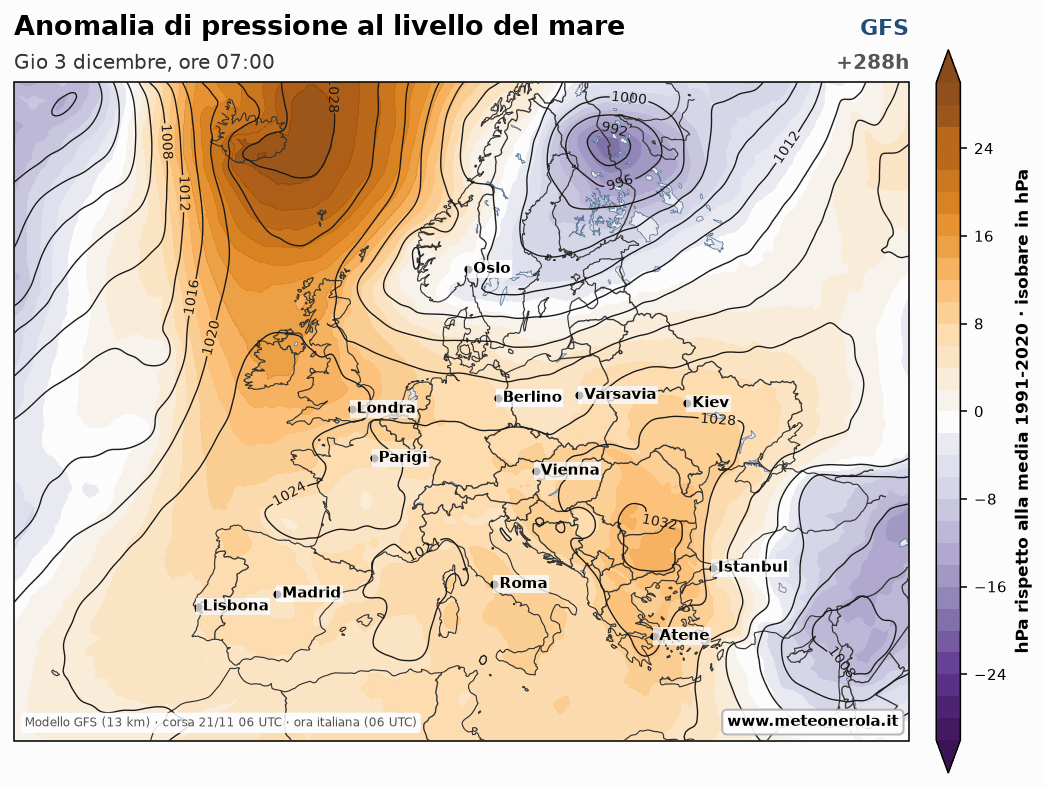 Anomalia di pressione al livello del mare
GFS
Gio 3 dicembre, ore 07:00
+288h
1000
992
996
1012
1008
1012
1016
1020
Oslo
Londra
Berlino
Varsavia
Kiev
1028
Parigi
Vienna
1024
1032
1024
Roma
Istanbul
Madrid
Lisbona
Atene
1008
Modello GFS (13 km) · corsa 21/11 06 UTC · ora italiana (06 UTC)
www.meteonerola.it
24
16
8
0
−8
−16
−24
hPa rispetto alla media 1991-2020 · isobare in hPa